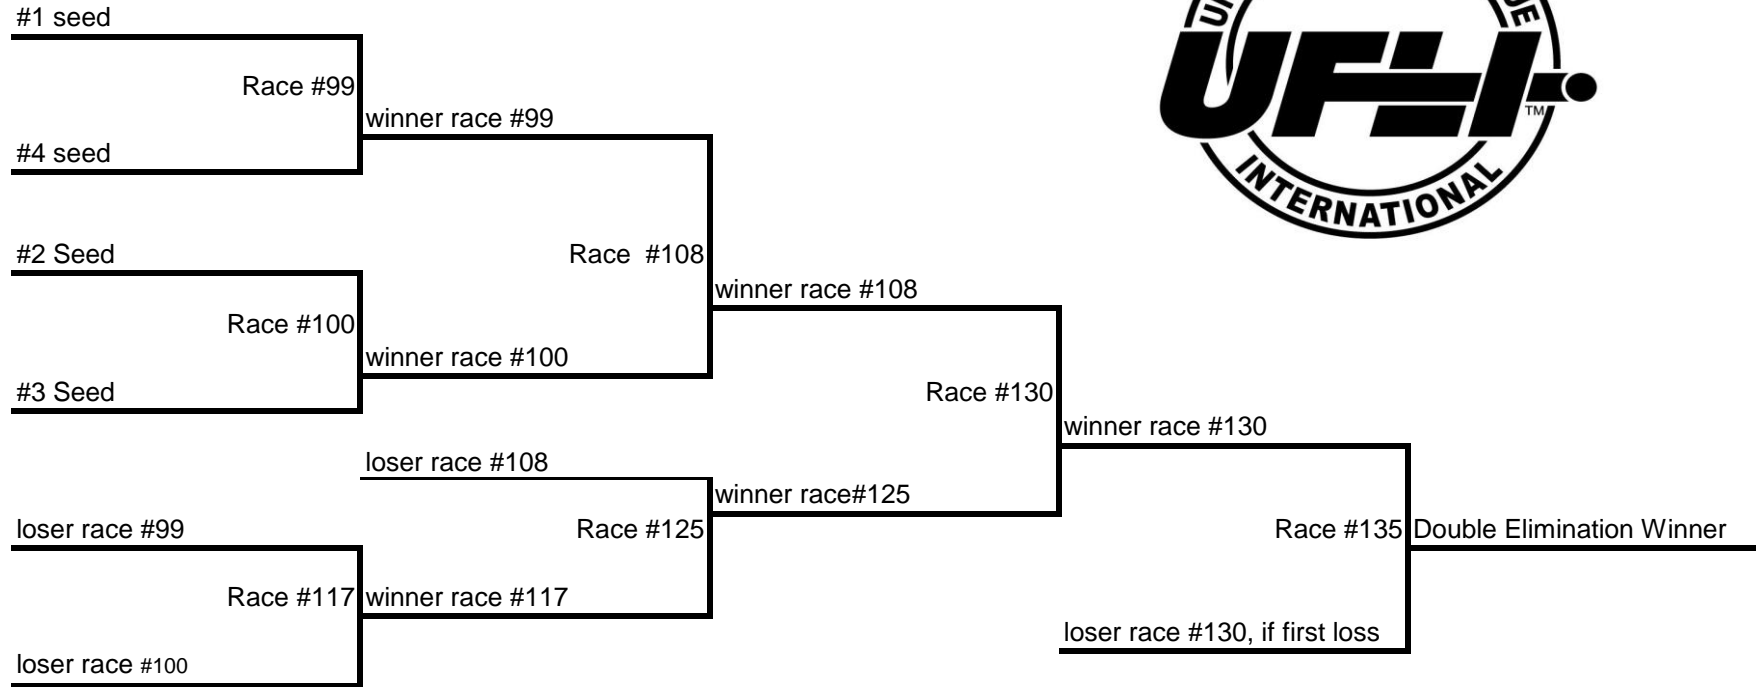 #1 seed
Race #99
winner race #99
#4 seed
#2 Seed
Race  #108
winner race #108
Race #100
winner race #100
#3 Seed
Race #130
winner race #130
loser race #108
winner race#125
loser race #99
Race #125
Race #135
Double Elimination Winner
Race #117
winner race #117
loser race #130, if first loss
loser race #100
UFLI
TM
INTERNATIONAL